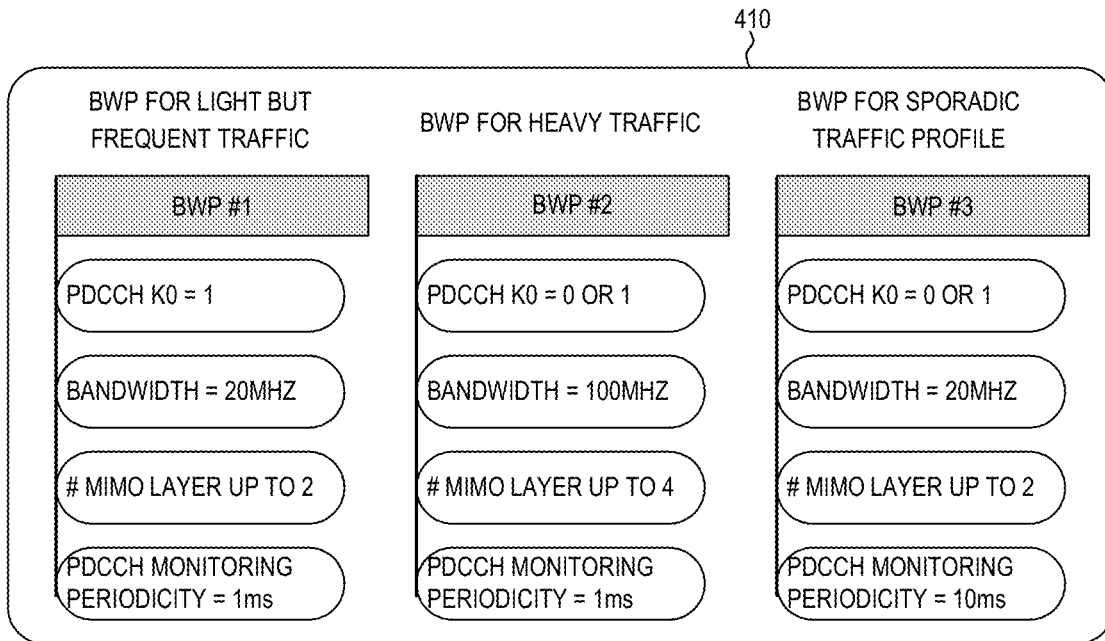 410
BWP FOR LIGHT BUT
FREQUENT TRAFFIC
BWP #1
PDCCH K0 = 1
BANDWIDTH = 20MHZ
# MIMO LAYER UP TO 2
PDCCH MONITORING
PERIODICITY = 1ms
BWP FOR HEAVY TRAFFIC
BWP #2
PDCCH K0 = 0 OR 1
BANDWIDTH = 100MHZ
# MIMO LAYER UP TO 4
PDCCH MONITORING
PERIODICITY = 1ms
BWP FOR SPORADIC
TRAFFIC PROFILE
BWP #3
PDCCH K0 = 0 OR 1
BANDWIDTH = 20MHZ
# MIMO LAYER UP TO 2
PDCCH MONITORING
PERIODICITY = 10ms